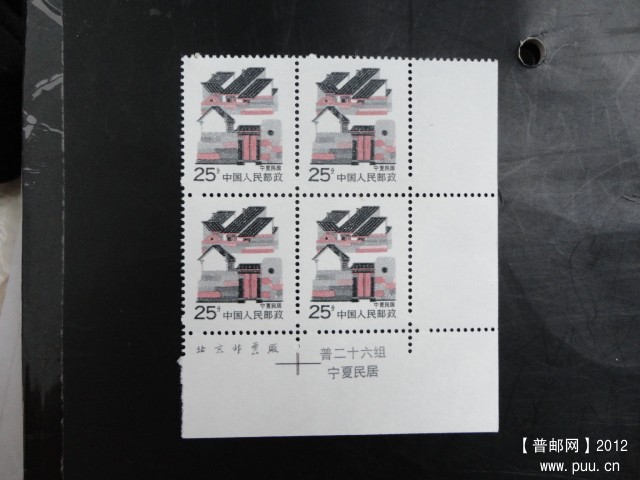 宁夏民居
25分 中国人民邮政
宁夏民居
25分 中国人民邮政
宁夏民居
25分 中国人民邮政
宁夏民居
25分 中国人民邮政
北京邮票厂
普二十六组
宁夏民居
【普邮网】2012
www.puu.cn